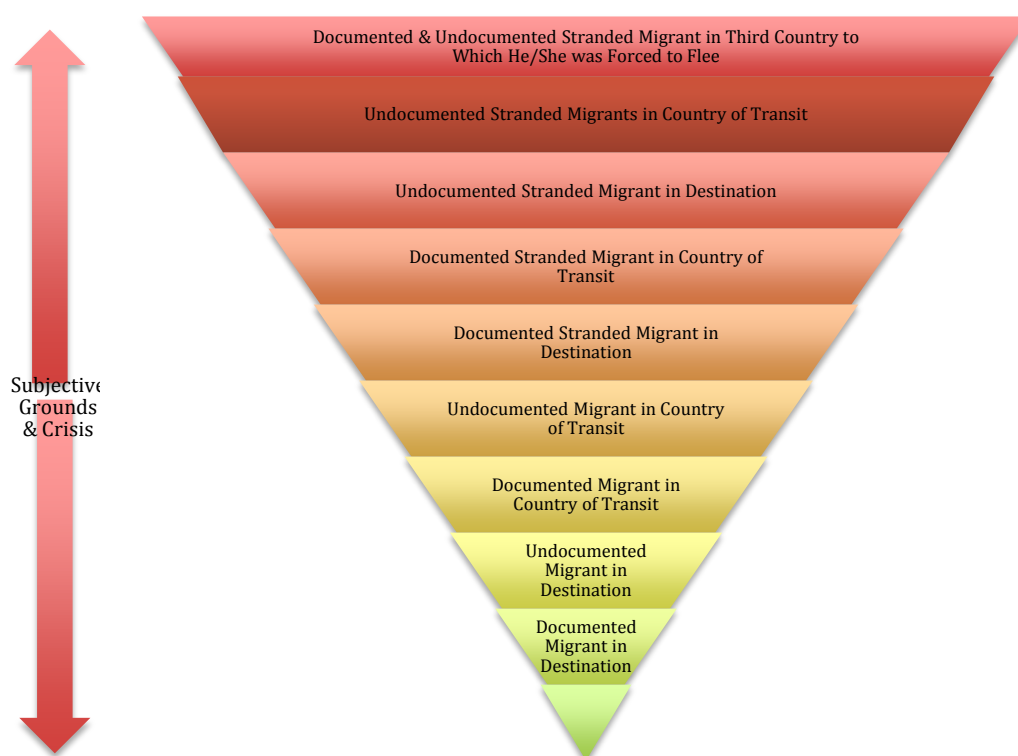 Documented & Undocumented Stranded Migrant in Third Country to
Which He/She was Forced to Flee
Undocumented Stranded Migrants in Country of Transit
Undocumented Stranded Migrant in Destination
Documented Stranded Migrant in Country of
Transit
Documented Stranded Migrant in
Destination
Subjective
Grounds
& Crisis
Undocumented Migrant in Country
of Transit
Documented Migrant in
Country of Transit
Undocumented
Migrant in
Destination
Documented
Migrant in
Destination